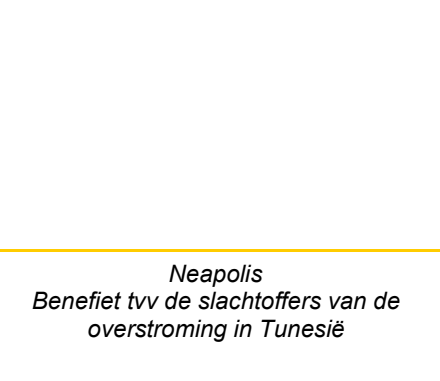 Neapolis
Benefiet tvv de slachtoffers van de
overstroming in Tunesië